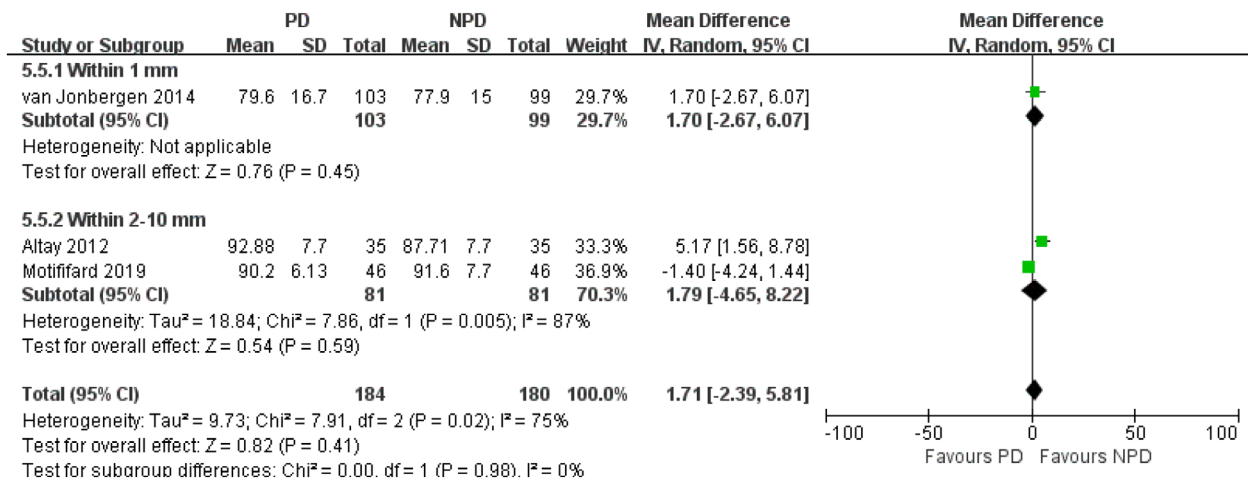 PD NPD Mean Difference Mean Difference
Study or Subgroup Mean SD Total Mean SD Total Weight IV, Random, 95% CI IV, Random, 95% CI
5.5.1 Within 1 mm
van Jonbergen 2014 79.6 16.7 103 77.9 15 99 29.7% 1.70 [-2.67, 6.07]
Subtotal (95% CI) 103 99 29.7% 1.70 [-2.67, 6.07]
Heterogeneity: Not applicable
Test for overall effect: Z = 0.76 (P = 0.45)
5.5.2 Within 2-10 mm
Altay 2012 92.88 7.7 35 87.71 7.7 35 33.3% 5.17 [1.56, 8.78]
Motififard 2019 90.2 6.13 46 91.6 7.7 46 36.9% -1.40 [-4.24, 1.44]
Subtotal (95% CI) 81 81 70.3% 1.79 [-4.65, 8.22]
Heterogeneity: Tau² = 18.84; Chi² = 7.86, df = 1 (P = 0.005); I² = 87%
Test for overall effect: Z = 0.54 (P = 0.59)
Total (95% CI) 184 180 100.0% 1.71 [-2.39, 5.81]
Heterogeneity: Tau² = 9.73; Chi² = 7.91, df = 2 (P = 0.02); I² = 75%
Test for overall effect: Z = 0.82 (P = 0.41)
Test for subgroup differences: Chi² = 0.00, df = 1 (P = 0.98), I² = 0%
-100 -50 0 50 100
Favours PD Favours NPD